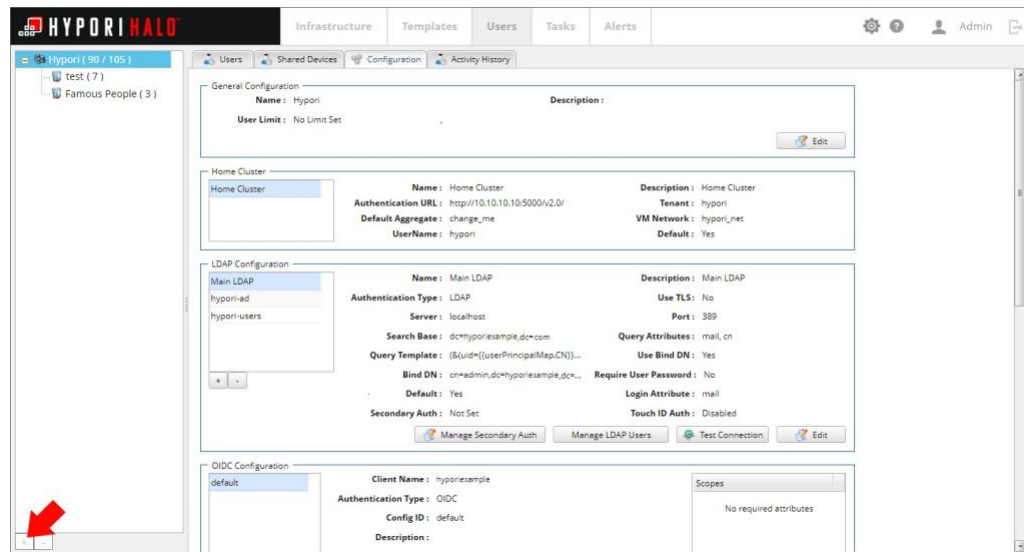 HYPORI HALO
Infrastructure Templates Users Tasks Alerts
Admin
Hypori ( 90 / 105 )
test ( 7 )
Famous People ( 3 )
Users Shared Devices Configuration Activity History
General Configuration
Name : Hypori Description :
User Limit : No Limit Set
Edit
Home Cluster
Home Cluster
Name : Home Cluster Description : Home Cluster
Authentication URL : http://10.10.10.10:5000/v2.0/ Tenant : hypori
Default Aggregate : change_me VM Network : hypori_net
UserName : hypori Default : Yes
LDAP Configuration
Main LDAP
hypori-ad
hypori-users
+ -
Name : Main LDAP Description : Main LDAP
Authentication Type : LDAP Use TLS : No
Server : localhost Port : 389
Search Base : dc=hyporiexample,dc=com Query Attributes : mail, cn
Query Template : (&(uid={{userPrincipalMap.CN}}... Use Bind DN : Yes
Bind DN : cn=admin,dc=hyporiexample,dc=... Require User Password : No
Default : Yes Login Attribute : mail
Secondary Auth : Not Set Touch ID Auth : Disabled
Manage Secondary Auth Manage LDAP Users Test Connection Edit
OIDC Configuration
default
Client Name : hyporiexample
Authentication Type : OIDC
Config ID : default
Description :
Scopes
No required attributes
+ -